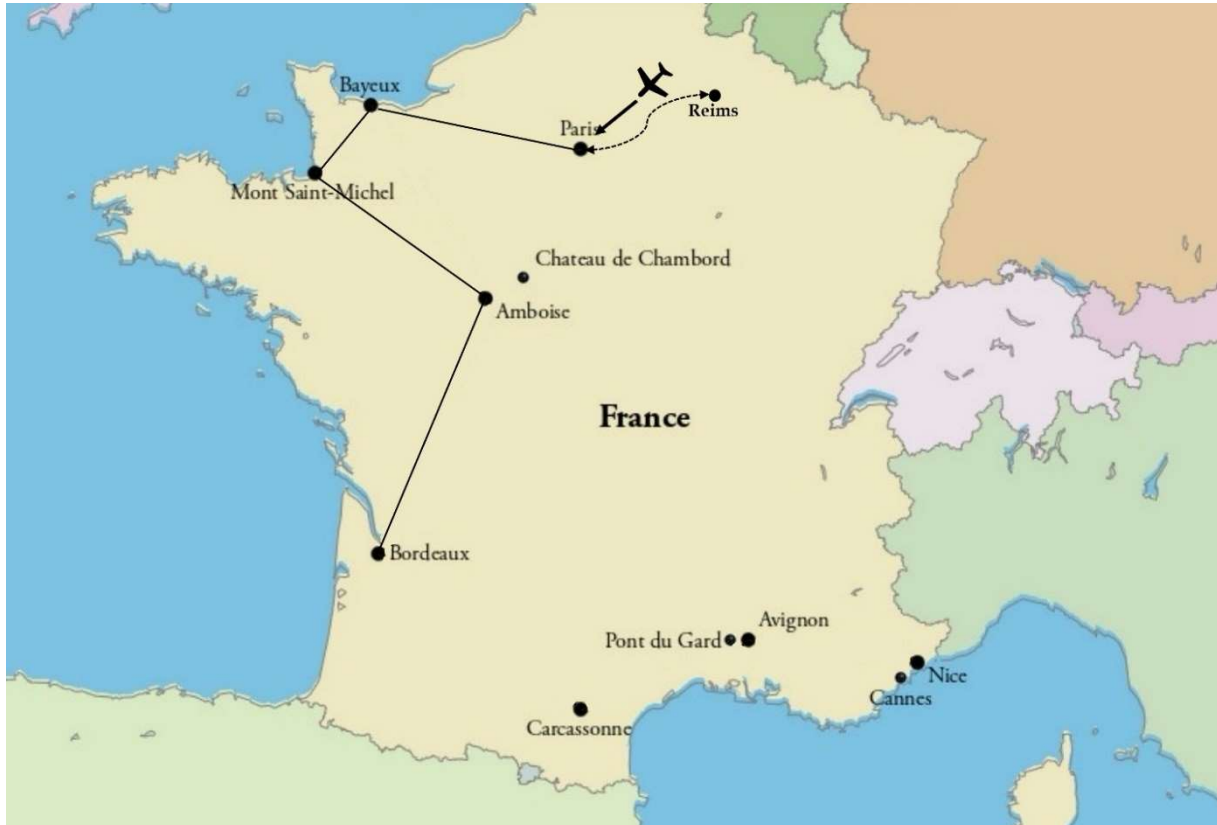 Bayeux
Reims
Paris
Mont Saint-Michel
Chateau de Chambord
Amboise
France
Bordeaux
Avignon
Pont du Gard
Nice
Cannes
Carcassonne